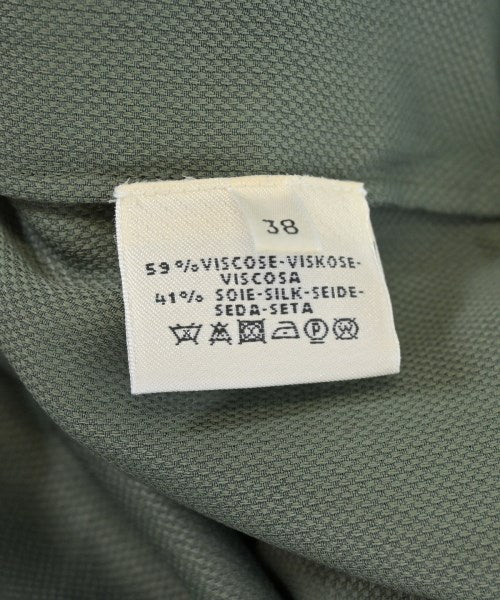 38
59%VISCOSE-VISKOSE-
VISCOSA
41% SOIE-SILK-SEIDE-
SEDA-SETA
P W